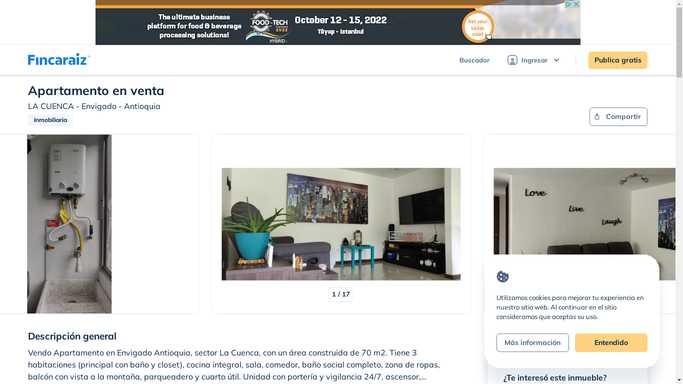 The ultimate business
platform for food & beverage
processing solutions!
FOOD-TECH
HYBRID
October 12 - 15, 2022
Tüyap - Istanbul
Fincaraiz
Buscador
Ingresar
Publica gratis
Apartamento en venta
LA CUENCA - Envigado - Antioquia
Inmobiliaria
Compartir
Love
Live
Laugh
1 / 17
Utilizamos cookies para mejorar tu experiencia en
nuestro sitio web. Al continuar en el sitio
consideramos que aceptas su uso.
Más información
Entendido
Descripción general
Vendo Apartamento en Envigado Antioquia, sector La Cuenca, con un área construida de 70 m2. Tiene 3
habitaciones (principal con baño y closet), cocina integral, sala, comedor, baño social completo, zona de ropas,
balcón con vista a la montaña, parqueadero y cuarto útil. Unidad con portería y vigilancia 24/7, ascensor,...
¿Te interesó este inmueble?